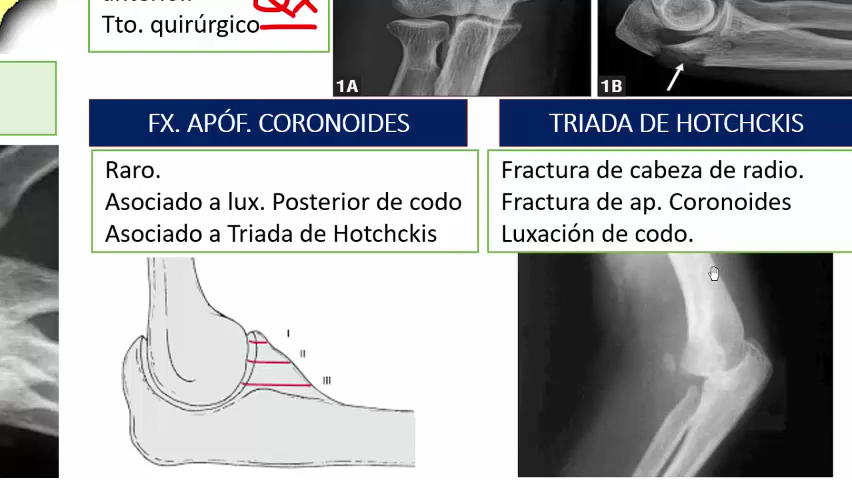 Tto. quirúrgico
1A
1B
FX. APÓF. CORONOIDES
TRIADA DE HOTCHCKIS
Raro.
Asociado a lux. Posterior de codo
Asociado a Triada de Hotchckis
Fractura de cabeza de radio.
Fractura de ap. Coronoides
Luxación de codo.
I
II
III